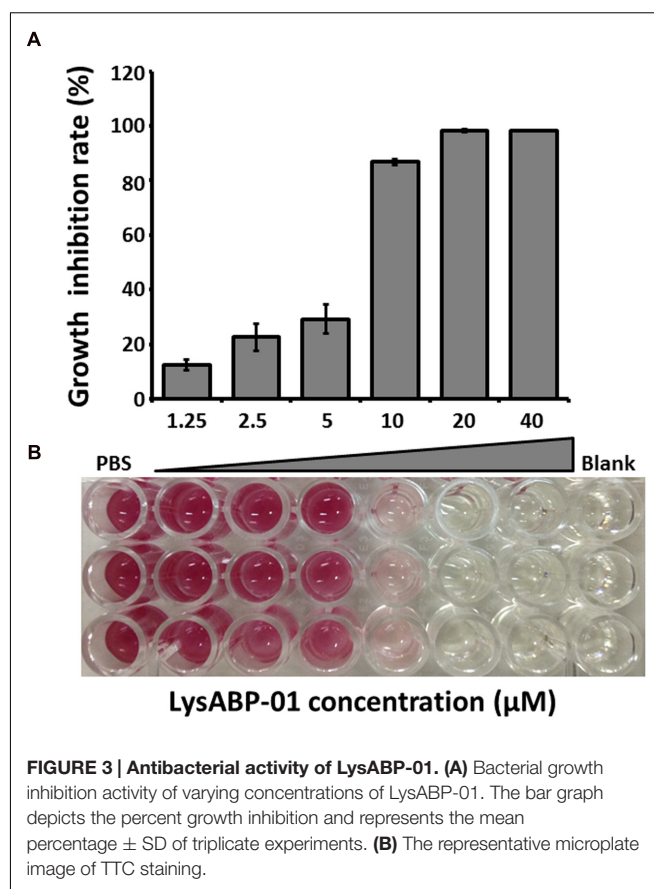 A
Growth inhibition rate (%)
120
100
80
60
40
20
0
1.25 2.5 5 10 20 40
B
PBS Blank
LysABP-01 concentration (µM)
FIGURE 3 | Antibacterial activity of LysABP-01. (A) Bacterial growth
inhibition activity of varying concentrations of LysABP-01. The bar graph
depicts the percent growth inhibition and represents the mean
percentage ± SD of triplicate experiments. (B) The representative microplate
image of TTC staining.